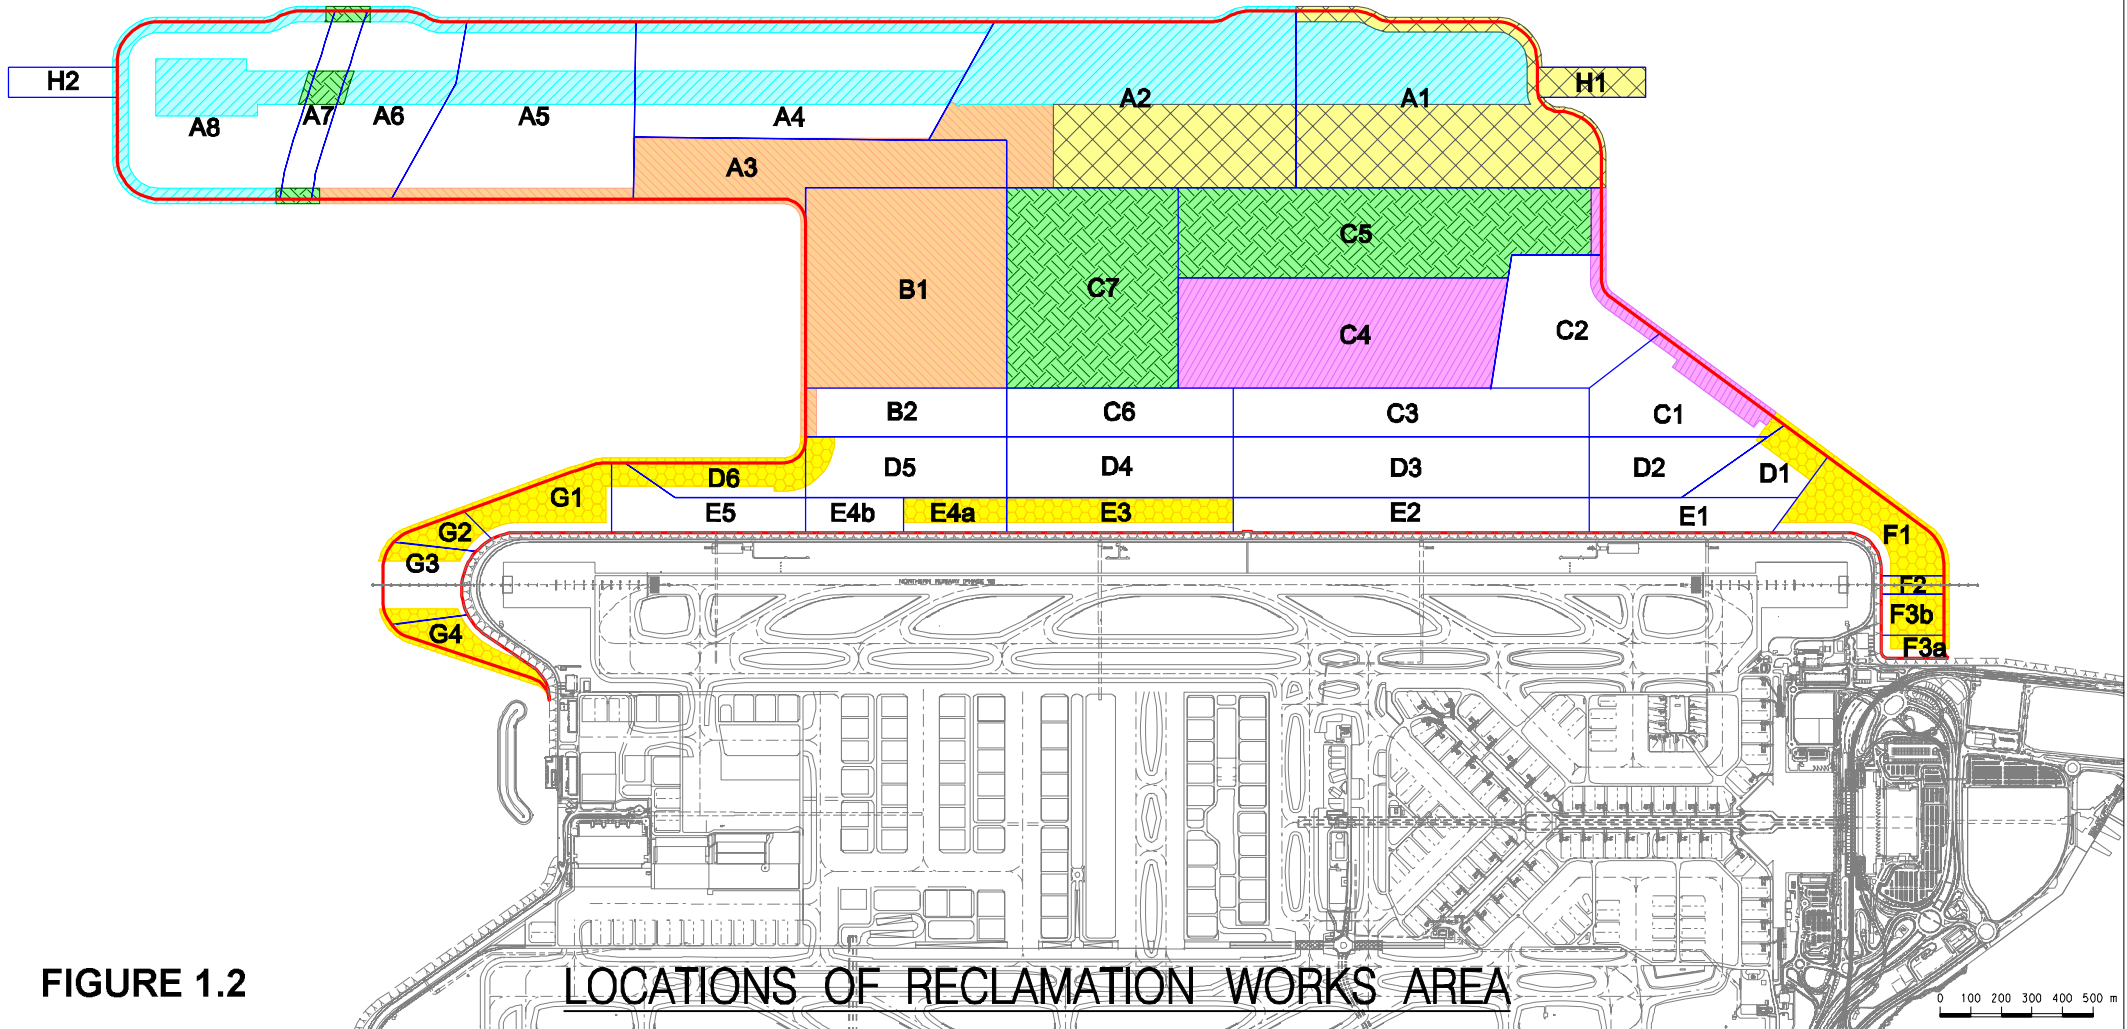 H2
H1
A8
A7
A6
A5
A4
A2
A1
A3
B1
C7
C5
C4
C2
B2
C6
C3
C1
D6
D5
D4
D3
D2
D1
G1
E5
E4b
E4a
E3
E2
E1
G2
G3
G4
F1
F2
F3b
F3a
NORTHERN RUNWAY
FIGURE 1.2
LOCATIONS OF RECLAMATION WORKS AREA
0 100 200 300 400 500 m